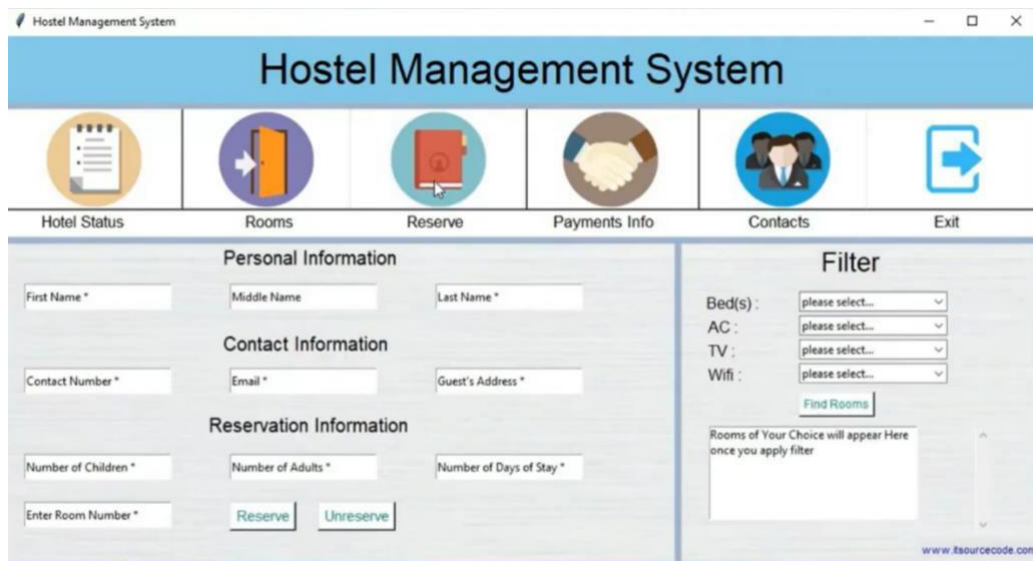 Hostel Management System
Hostel Management System
Hotel Status Rooms Reserve Payments Info Contacts Exit
Personal Information
First Name * Middle Name Last Name *
Contact Information
Contact Number * Email * Guest's Address *
Reservation Information
Number of Children * Number of Adults * Number of Days of Stay *
Enter Room Number * Reserve Unreserve
Filter
Bed(s) : please select...
AC : please select...
TV : please select...
Wifi : please select...
Find Rooms
Rooms of Your Choice will appear Here
once you apply filter
www.itsourcecode.com